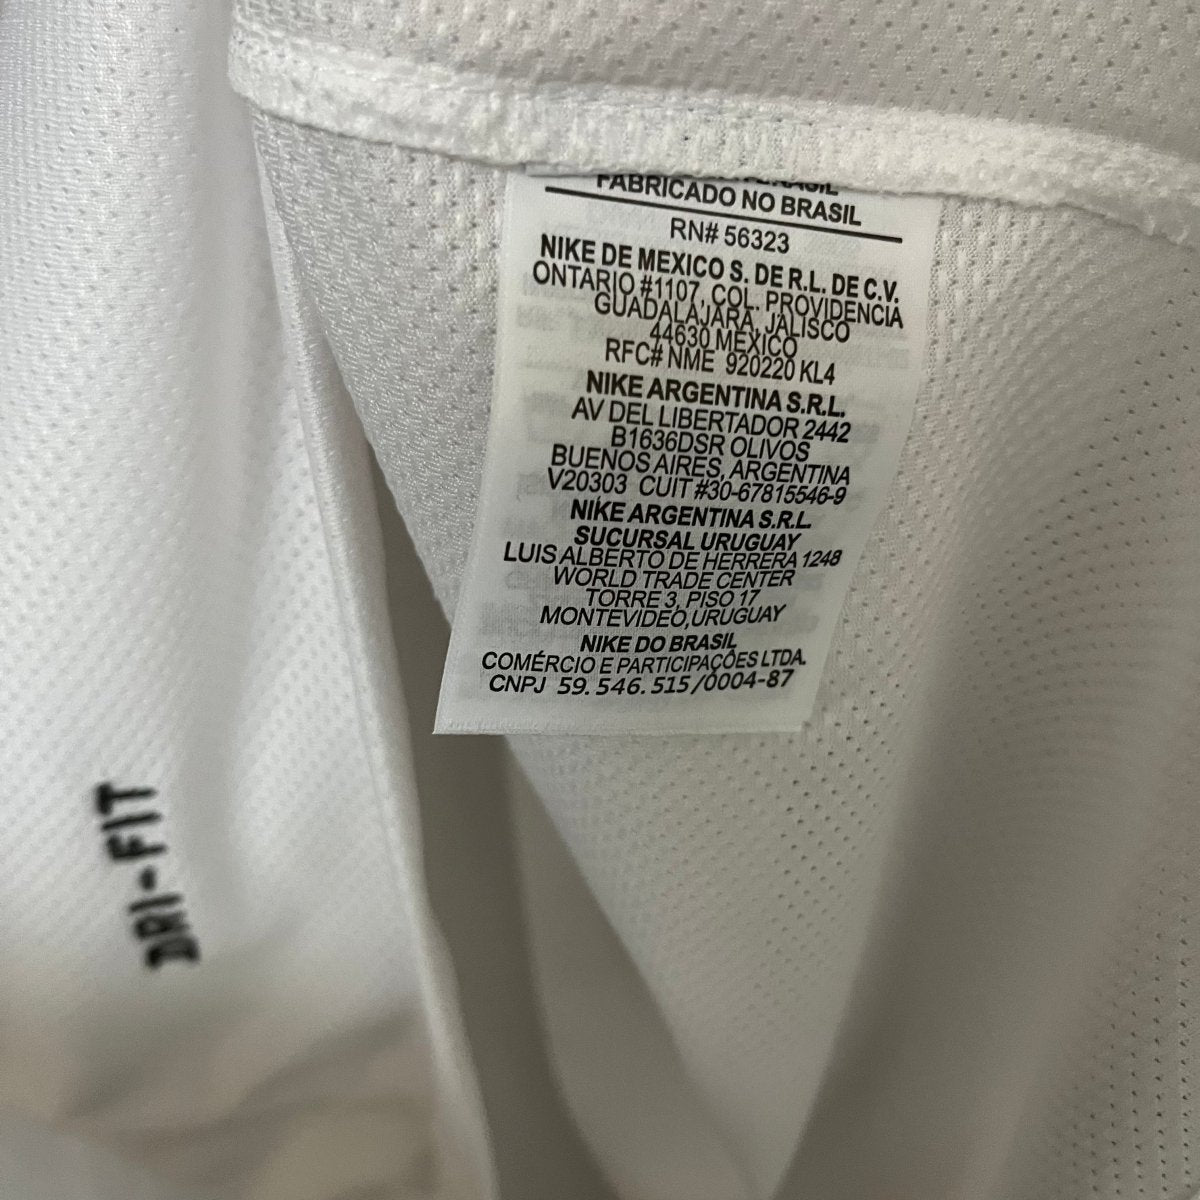 FABRICADO NO BRASIL
RN# 56323
NIKE DE MEXICO S. DE R.L. DE C.V.
ONTARIO #1107, COL. PROVIDENCIA
GUADALAJARA, JALISCO
44630 MÉXICO
RFC# NME 920220 KL4
NIKE ARGENTINA S.R.L.
AV DEL LIBERTADOR 2442
B1636DSR OLIVOS
BUENOS AIRES, ARGENTINA
V20303 CUIT #30-67815546-9
NIKE ARGENTINA S.R.L.
SUCURSAL URUGUAY
LUIS ALBERTO DE HERRERA 1248
WORLD TRADE CENTER
TORRE 3, PISO 17
MONTEVIDEO,URUGUAY
NIKE DO BRASIL
COMÉRCIO E PARTICIPAÇÕES LTDA.
CNPJ 59.546.515/0004-87
DRI-FIT